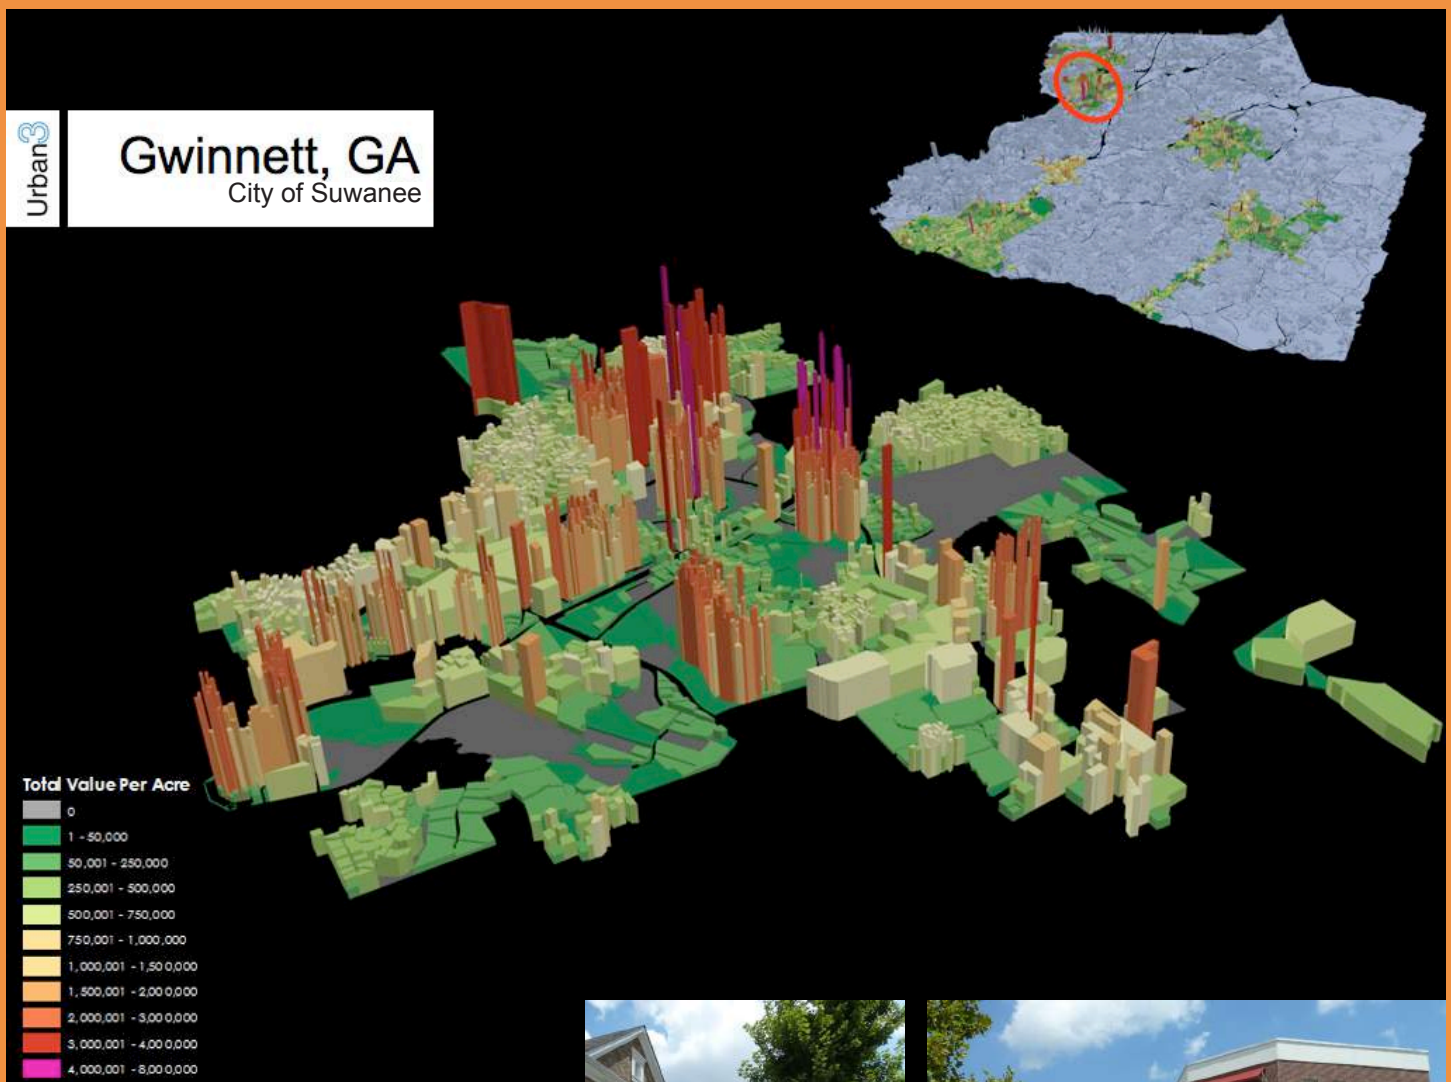 Urban3
Gwinnett, GA
City of Suwanee
Total Value Per Acre
0
1 - 50,000
50,001 - 250,000
250,001 - 500,000
500,001 - 750,000
750,001 - 1,000,000
1,000,001 - 1,500,000
1,500,001 - 2,000,000
2,000,001 - 3,000,000
3,000,001 - 4,000,000
4,000,001 - 8,000,000